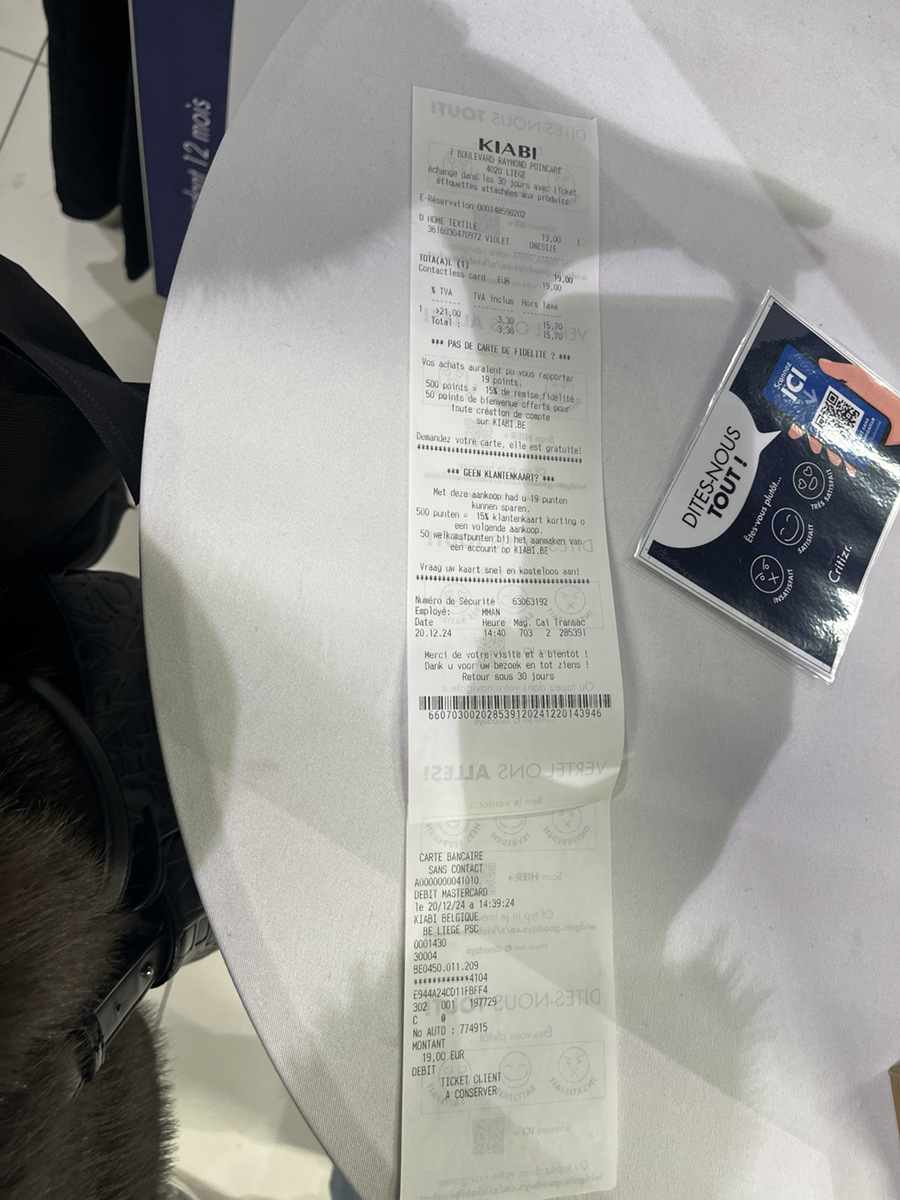 KIABI
7 BOULEVARD RAYMOND POINCARE
4020 LIEGE
échange dans les 30 jours avec ticket
étiquettes attachées aux produits
E-Réservation:000148598202
D HOME TEXTILE 19,00 1
3616030470972 VIOLET ONESIZE
TOTA(A)L (1) 19,00
Contactless card EUR 19,00
% TVA TVA Inclus Hors Taxe
1 ->21,00 3,30 15,70
Total : 3,30 15,70
*** PAS DE CARTE DE FIDELITE ? ***
Vos achats auraient pu vous rapporter
19 points.
500 points = 15% de remise fidélité
50 points de bienvenue offerts pour
toute création de compte
sur KIABI.BE
Demandez votre carte, elle est gratuite!
*** GEEN KLANTENKAART? ***
Met deze aankoop had u 19 punten
kunnen sparen.
500 punten = 15% klantenkaart korting o
een volgende aankoop.
50 welkomstpunten bij het aanmaken van
een account op KIABI.BE
Vraag uw kaart snel en kosteloos aan!
Numéro de Sécurité 63063192
Employé: MMAN
Date Heure Mag. Cai Transac
20.12.24 14:40 703 2 285391
Merci de votre visite et à bientôt !
Dank u voor uw bezoek en tot ziens !
Retour sous 30 jours
660703002028539120241220143946
CARTE BANCAIRE
SANS CONTACT
A0000000041010
DEBIT MASTERCARD
le 20/12/24 a 14:39:24
KIABI BELGIQUE
BE LIEGE PSC
0001430
30004
BE0450.011.209
************4104
E944A24CD11FBFF4
302 001 197729
C @
No AUTO : 774915
MONTANT
19,00 EUR
DEBIT
TICKET CLIENT
A CONSERVER
12 mois
DITES-NOUS
TOUT !
Scannez
ICI
Êtes-vous plutôt...
TRÈS SATISFAIT
SATISFAIT
INSATISFAIT
Critizr.